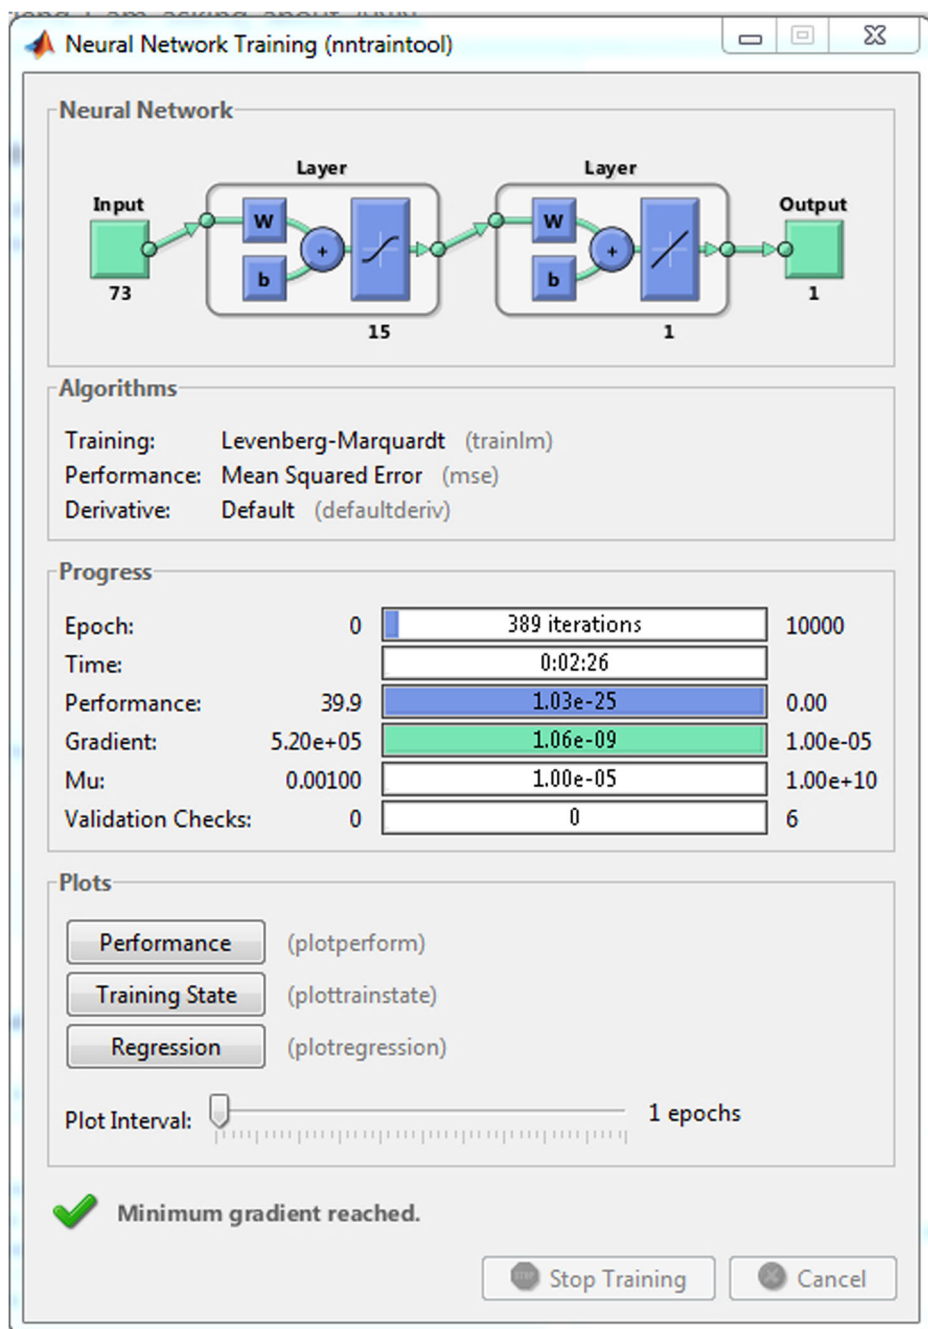 Neural Network Training (nntraintool)
Neural Network
Layer Layer
Input Output
W + W +
b b
73 1
15 1
Algorithms
Training: Levenberg-Marquardt (trainlm)
Performance: Mean Squared Error (mse)
Derivative: Default (defaultderiv)
Progress
Epoch: 0 389 iterations 10000
Time: 0:02:26
Performance: 39.9 1.03e-25 0.00
Gradient: 5.20e+05 1.06e-09 1.00e-05
Mu: 0.00100 1.00e-05 1.00e+10
Validation Checks: 0 0 6
Plots
Performance (plotperform)
Training State (plottrainstate)
Regression (plotregression)
Plot Interval: 1 epochs
Minimum gradient reached.
STOP Stop Training Cancel